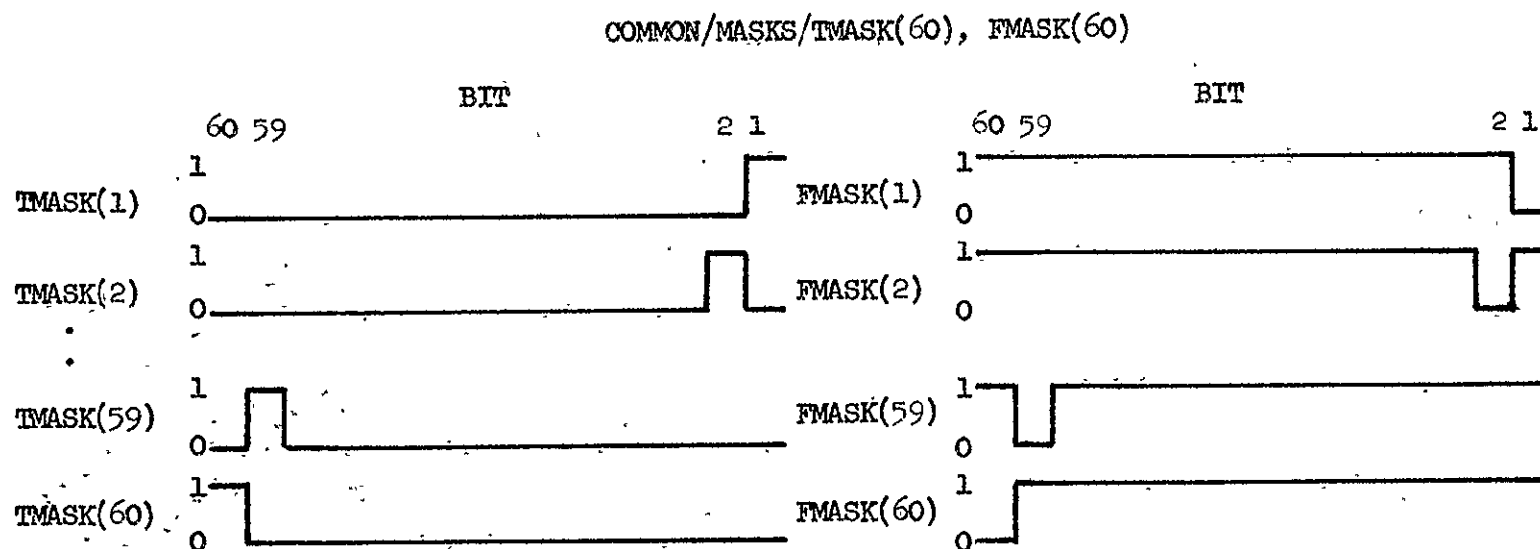 COMMON/MASKS/TMASK(60), FMASK(60)
BIT BIT
60 59 2 1 60 59 2 1
1 1
TMASK(1) FMASK(1)
0 0
1 1
TMASK(2) FMASK(2)
0 0
1 1
TMASK(59) FMASK(59)
0 0
1 1
TMASK(60) FMASK(60)
0 0